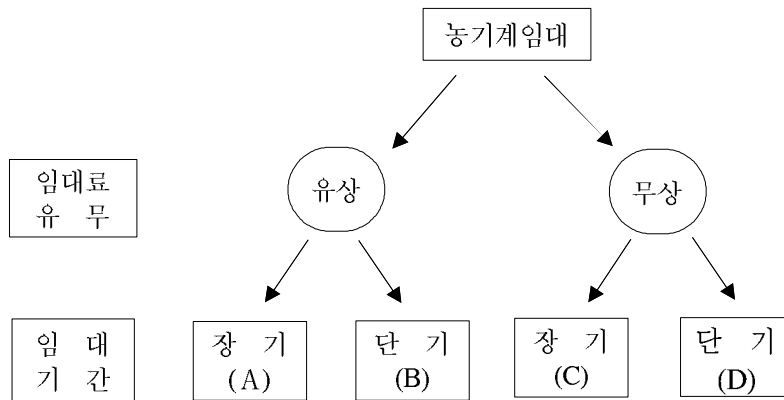 농기계임대
임대료
유 무
유상
무상
임 대
기 간
장 기
(A)
단 기
(B)
장 기
(C)
단 기
(D)